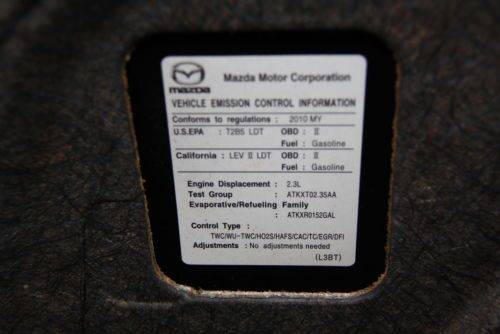 mazda Mazda Motor Corporation
VEHICLE EMISSION CONTROL INFORMATION
Conforms to regulations : 2010 MY
U.S.EPA : T2B5 LDT OBD : II
Fuel : Gasoline
California : LEV II LDT OBD : II
Fuel : Gasoline
Engine Displacement : 2.3L
Test Group : ATKXT02.35AA
Evaporative/Refueling Family
: ATKXR0152GAL
Control Type :
TWC/WU-TWC/HO2S/HAFS/CAC/TC/EGR/DFI
Adjustments : No adjustments needed
(L3BT)